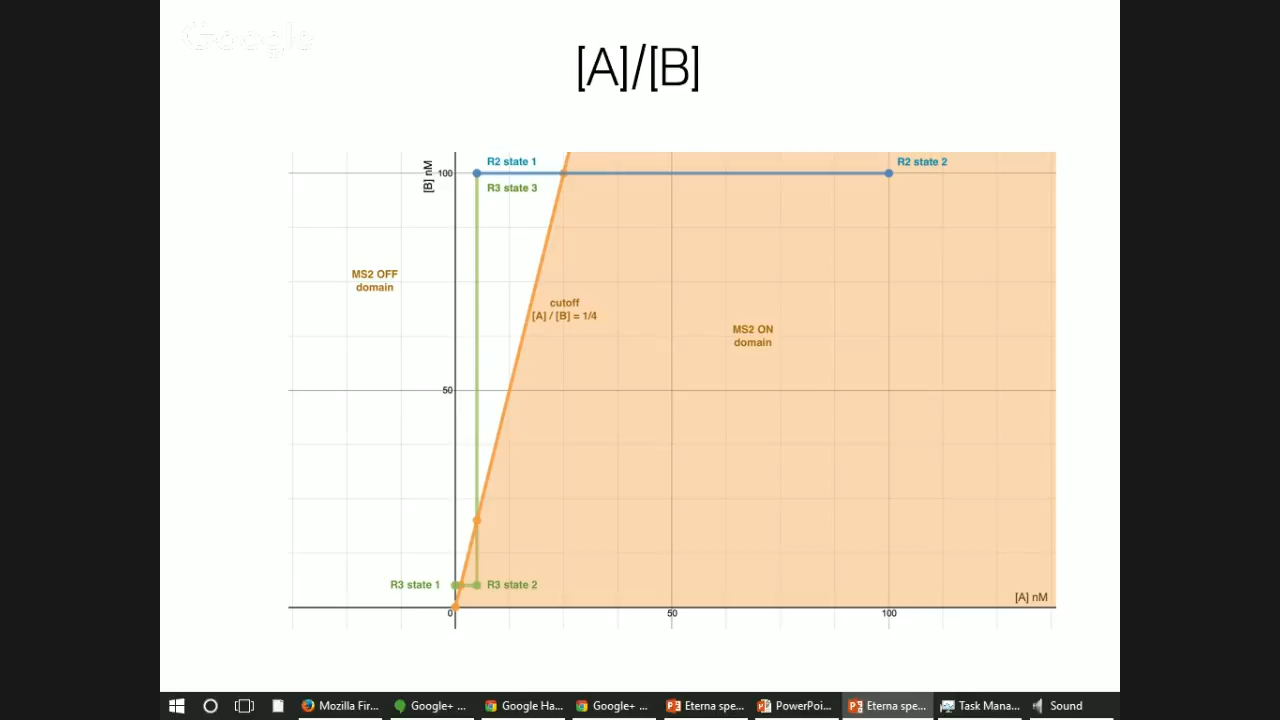 Google
[A]/[B]
[B] nM
R2 state 1
R2 state 2
100
R3 state 3
MS2 OFF
domain
cutoff
[A] / [B] = 1/4
MS2 ON
domain
50
R3 state 1
R3 state 2
[A] nM
0
50
100
Mozilla Fir...
Google+ ...
Google Ha...
Google+ ...
Eterna spe...
PowerPoi...
Eterna spe...
Task Mana...
Sound